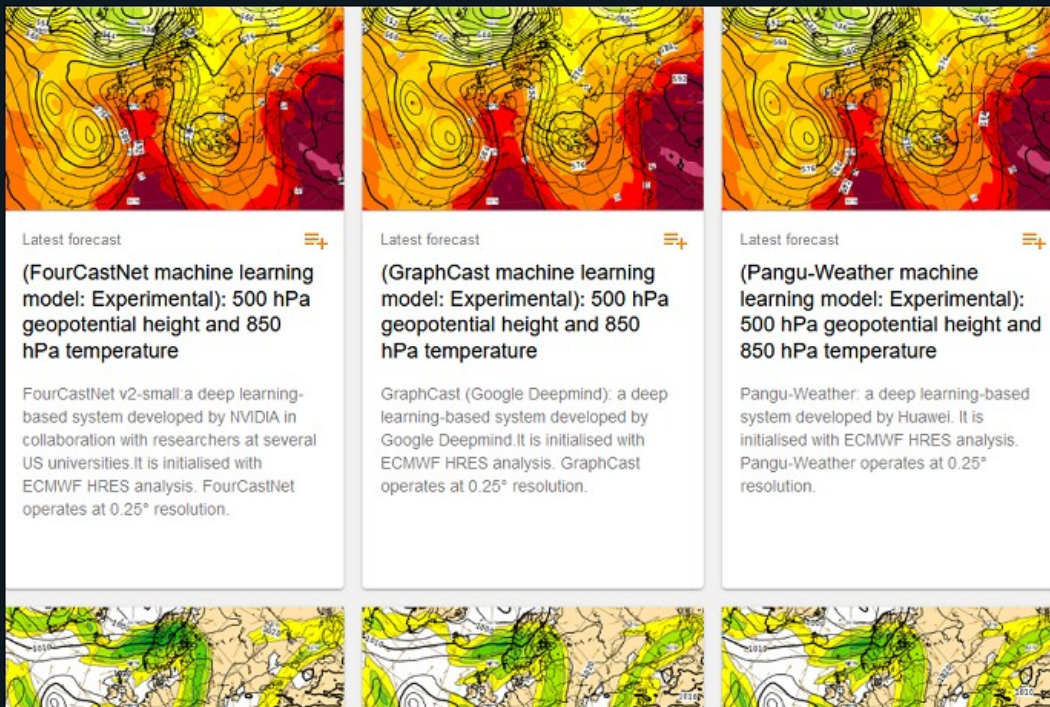 Latest forecast
(FourCastNet machine learning
model: Experimental): 500 hPa
geopotential height and 850
hPa temperature
FourCastNet v2-small:a deep learning-
based system developed by NVIDIA in
collaboration with researchers at several
US universities.It is initialised with
ECMWF HRES analysis. FourCastNet
operates at 0.25° resolution.
Latest forecast
(GraphCast machine learning
model: Experimental): 500 hPa
geopotential height and 850
hPa temperature
GraphCast (Google Deepmind): a deep
learning-based system developed by
Google Deepmind.It is initialised with
ECMWF HRES analysis. GraphCast
operates at 0.25° resolution.
Latest forecast
(Pangu-Weather machine
learning model: Experimental):
500 hPa geopotential height and
850 hPa temperature
Pangu-Weather: a deep learning-based
system developed by Huawei. It is
initialised with ECMWF HRES analysis.
Pangu-Weather operates at 0.25°
resolution.
1010
1010